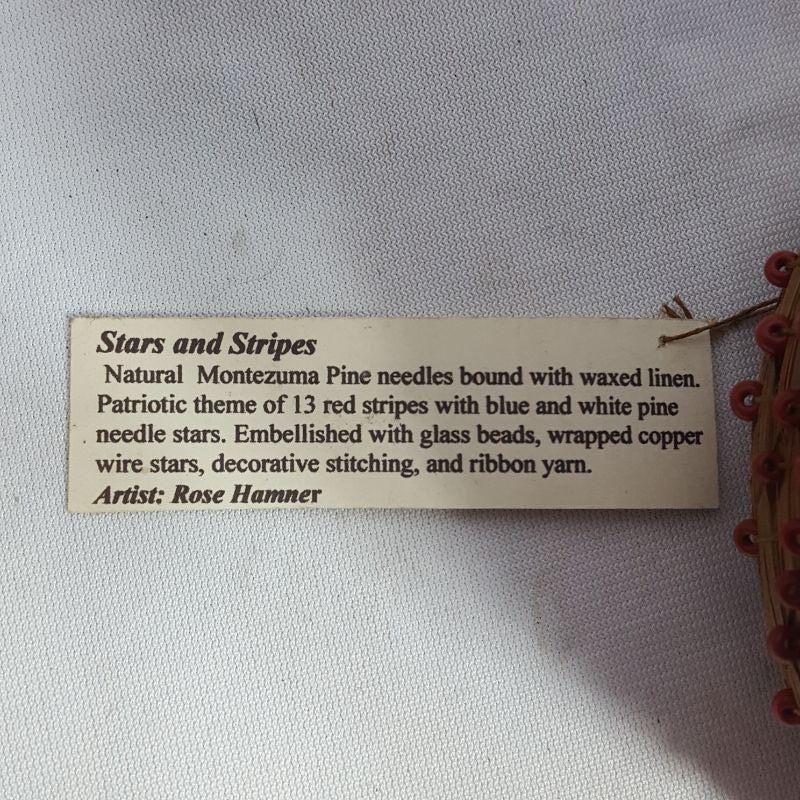 Stars and Stripes
Natural Montezuma Pine needles bound with waxed linen.
Patriotic theme of 13 red stripes with blue and white pine
needle stars. Embellished with glass beads, wrapped copper
wire stars, decorative stitching, and ribbon yarn.
Artist: Rose Hamner